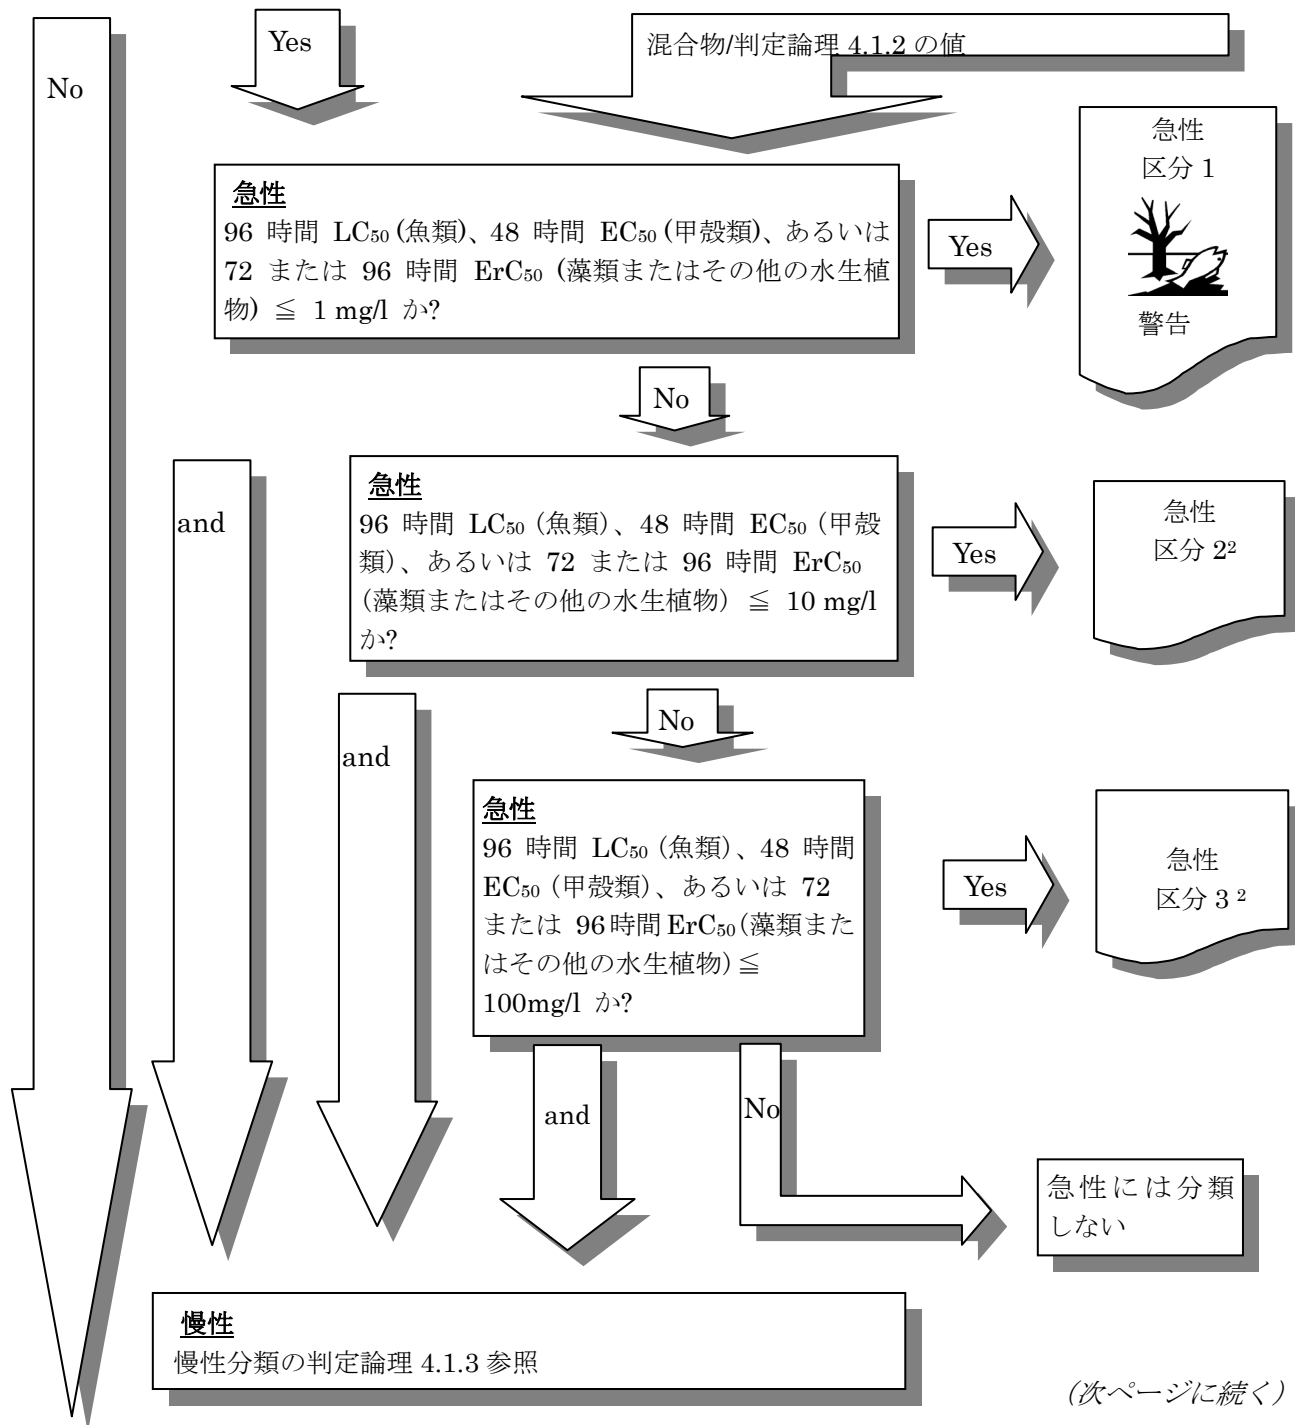 No
Yes
混合物/判定論理 4.1.2 の値
急性
96 時間 LC₅₀ (魚類)、48 時間 EC₅₀ (甲殻類)、あるいは
72 または 96 時間 ErC₅₀ (藻類またはその他の水生植
物) ≦ 1 mg/l か?
Yes
急性
区分 1
警告
No
and
急性
96 時間 LC₅₀ (魚類)、48 時間 EC₅₀ (甲殻
類)、あるいは 72 または 96 時間 ErC₅₀
(藻類またはその他の水生植物) ≦ 10 mg/l
か?
Yes
急性
区分 2²
and
No
急性
96 時間 LC₅₀ (魚類)、48 時間
EC₅₀ (甲殻類)、あるいは 72
または 96 時間 ErC₅₀ (藻類また
はその他の水生植物) ≦
100mg/l か?
Yes
急性
区分 3 ²
and
No
急性には分類
しない
慢性
慢性分類の判定論理 4.1.3 参照
(次ページに続く)